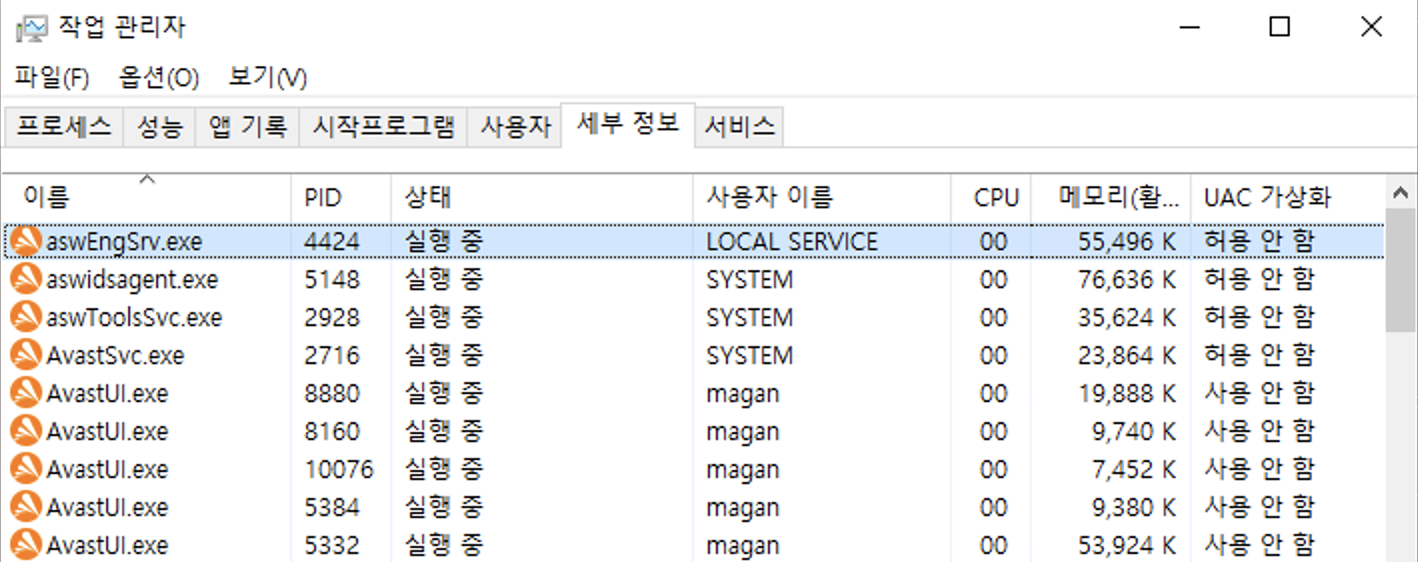 작업 관리자
파일(F) 옵션(O) 보기(V)
프로세스 성능 앱 기록 시작프로그램 사용자 세부 정보 서비스
이름 PID 상태 사용자 이름 CPU 메모리(활... UAC 가상화
aswEngSrv.exe 4424 실행 중 LOCAL SERVICE 00 55,496 K 허용 안 함
aswidsagent.exe 5148 실행 중 SYSTEM 00 76,636 K 허용 안 함
aswToolsSvc.exe 2928 실행 중 SYSTEM 00 35,624 K 허용 안 함
AvastSvc.exe 2716 실행 중 SYSTEM 00 23,864 K 허용 안 함
AvastUI.exe 8880 실행 중 magan 00 19,888 K 사용 안 함
AvastUI.exe 8160 실행 중 magan 00 9,740 K 사용 안 함
AvastUI.exe 10076 실행 중 magan 00 7,452 K 사용 안 함
AvastUI.exe 5384 실행 중 magan 00 9,380 K 사용 안 함
AvastUI.exe 5332 실행 중 magan 00 53,924 K 사용 안 함